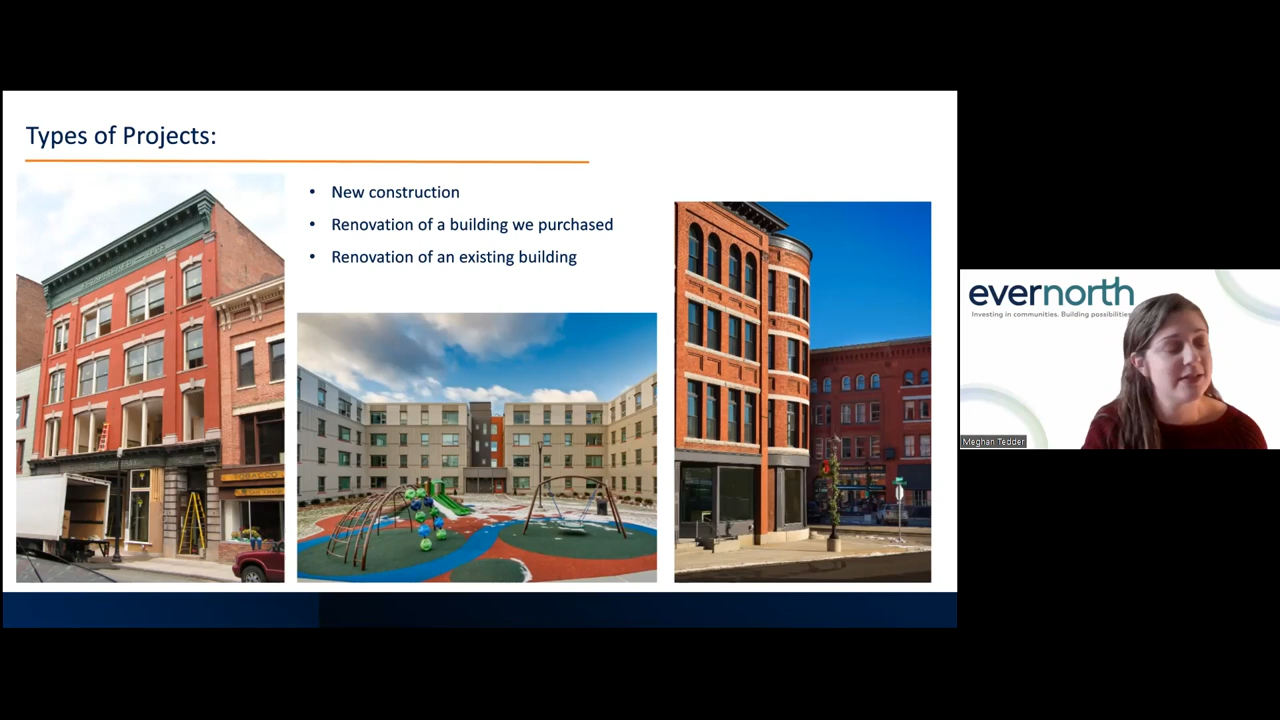 Types of Projects:
• New construction
• Renovation of a building we purchased
• Renovation of an existing building
TOBACCO
evernorth
Investing in communities. Building possibilities
Meghan Tedder